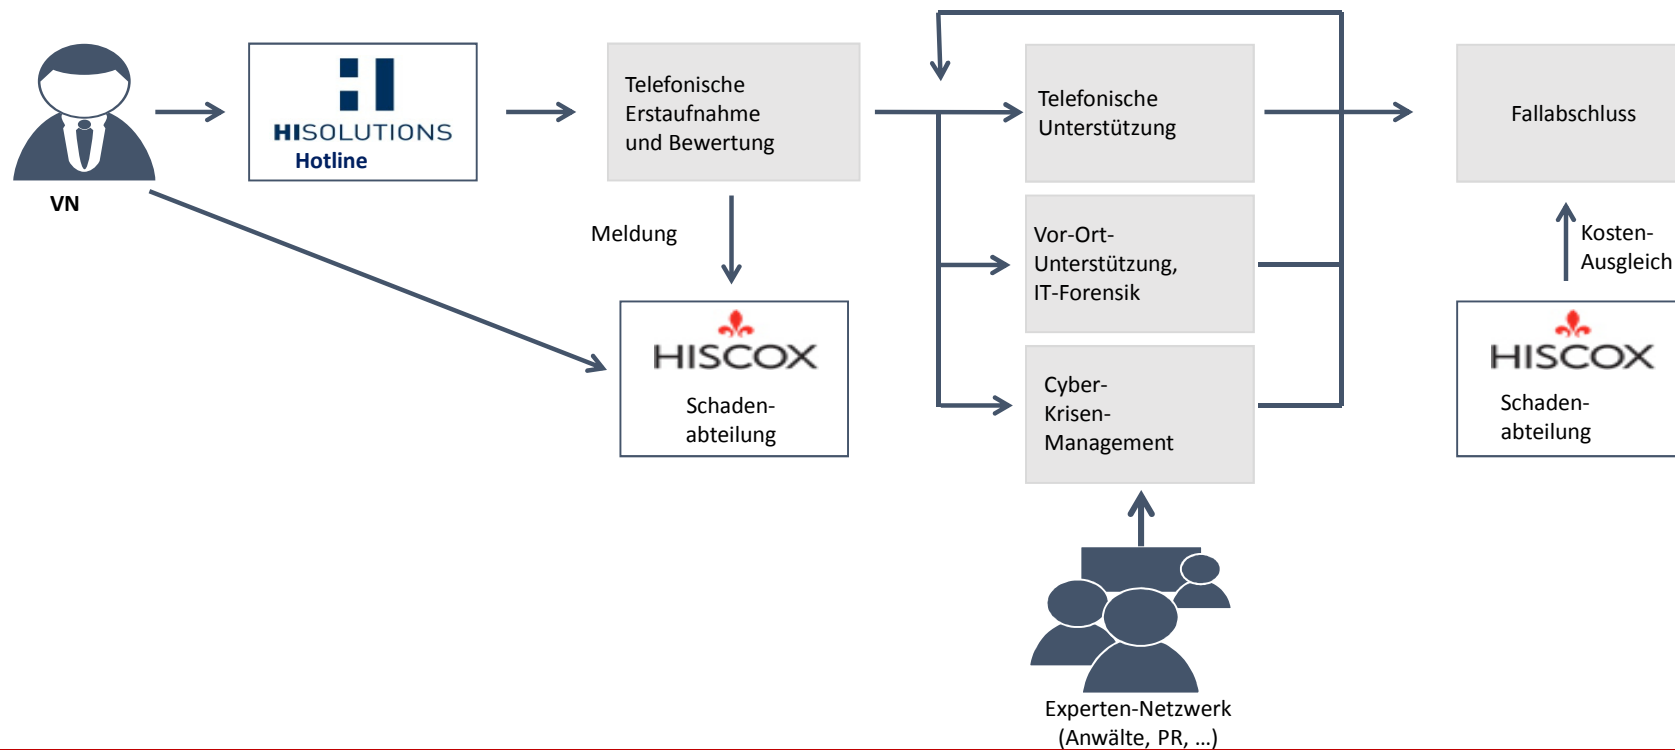 VN
HISOLUTIONS
Hotline
Telefonische
Erstaufnahme
und Bewertung
Meldung
HISCOX
Schaden-
abteilung
Telefonische
Unterstützung
Vor-Ort-
Unterstützung,
IT-Forensik
Cyber-
Krisen-
Management
Experten-Netzwerk
(Anwälte, PR, ...)
Fallabschluss
Kosten-
Ausgleich
HISCOX
Schaden-
abteilung